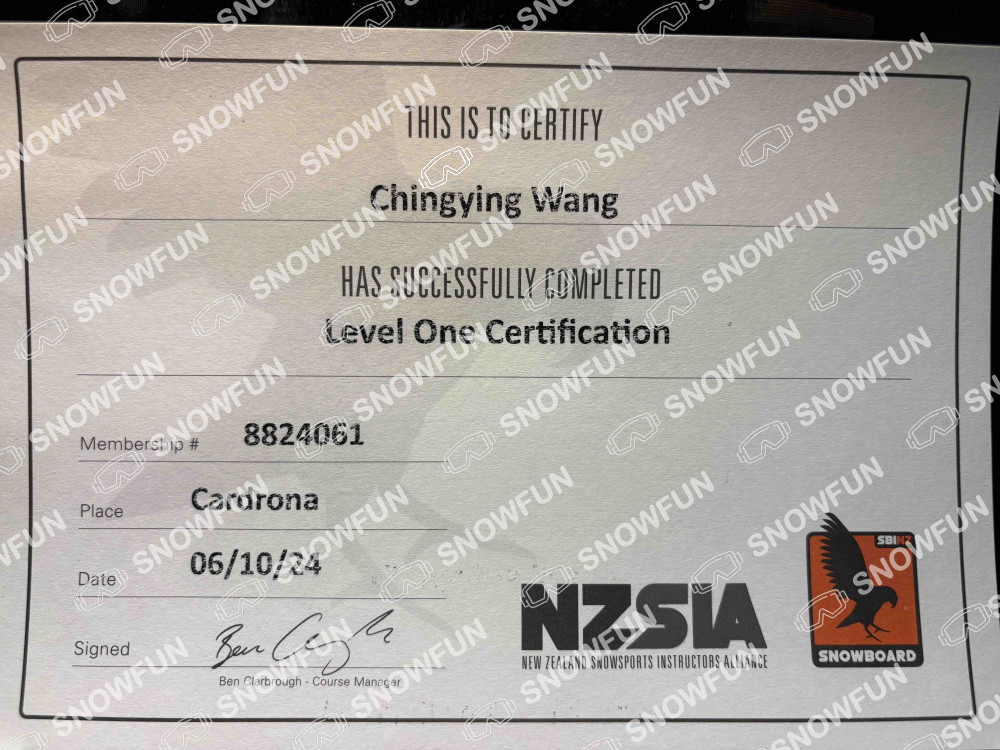 THIS IS TO CERTIFY
Chingying Wang
HAS SUCCESSFULLY COMPLETED
Level One Certification
Membership # 8824061
Place Cardrona
Date 06/10/24
Signed
Ben Clarbrough - Course Manager
NZSIA
NEW ZEALAND SNOWSPORTS INSTRUCTORS ALLIANCE
SBINZ
SNOWBOARD
SNOWFUN